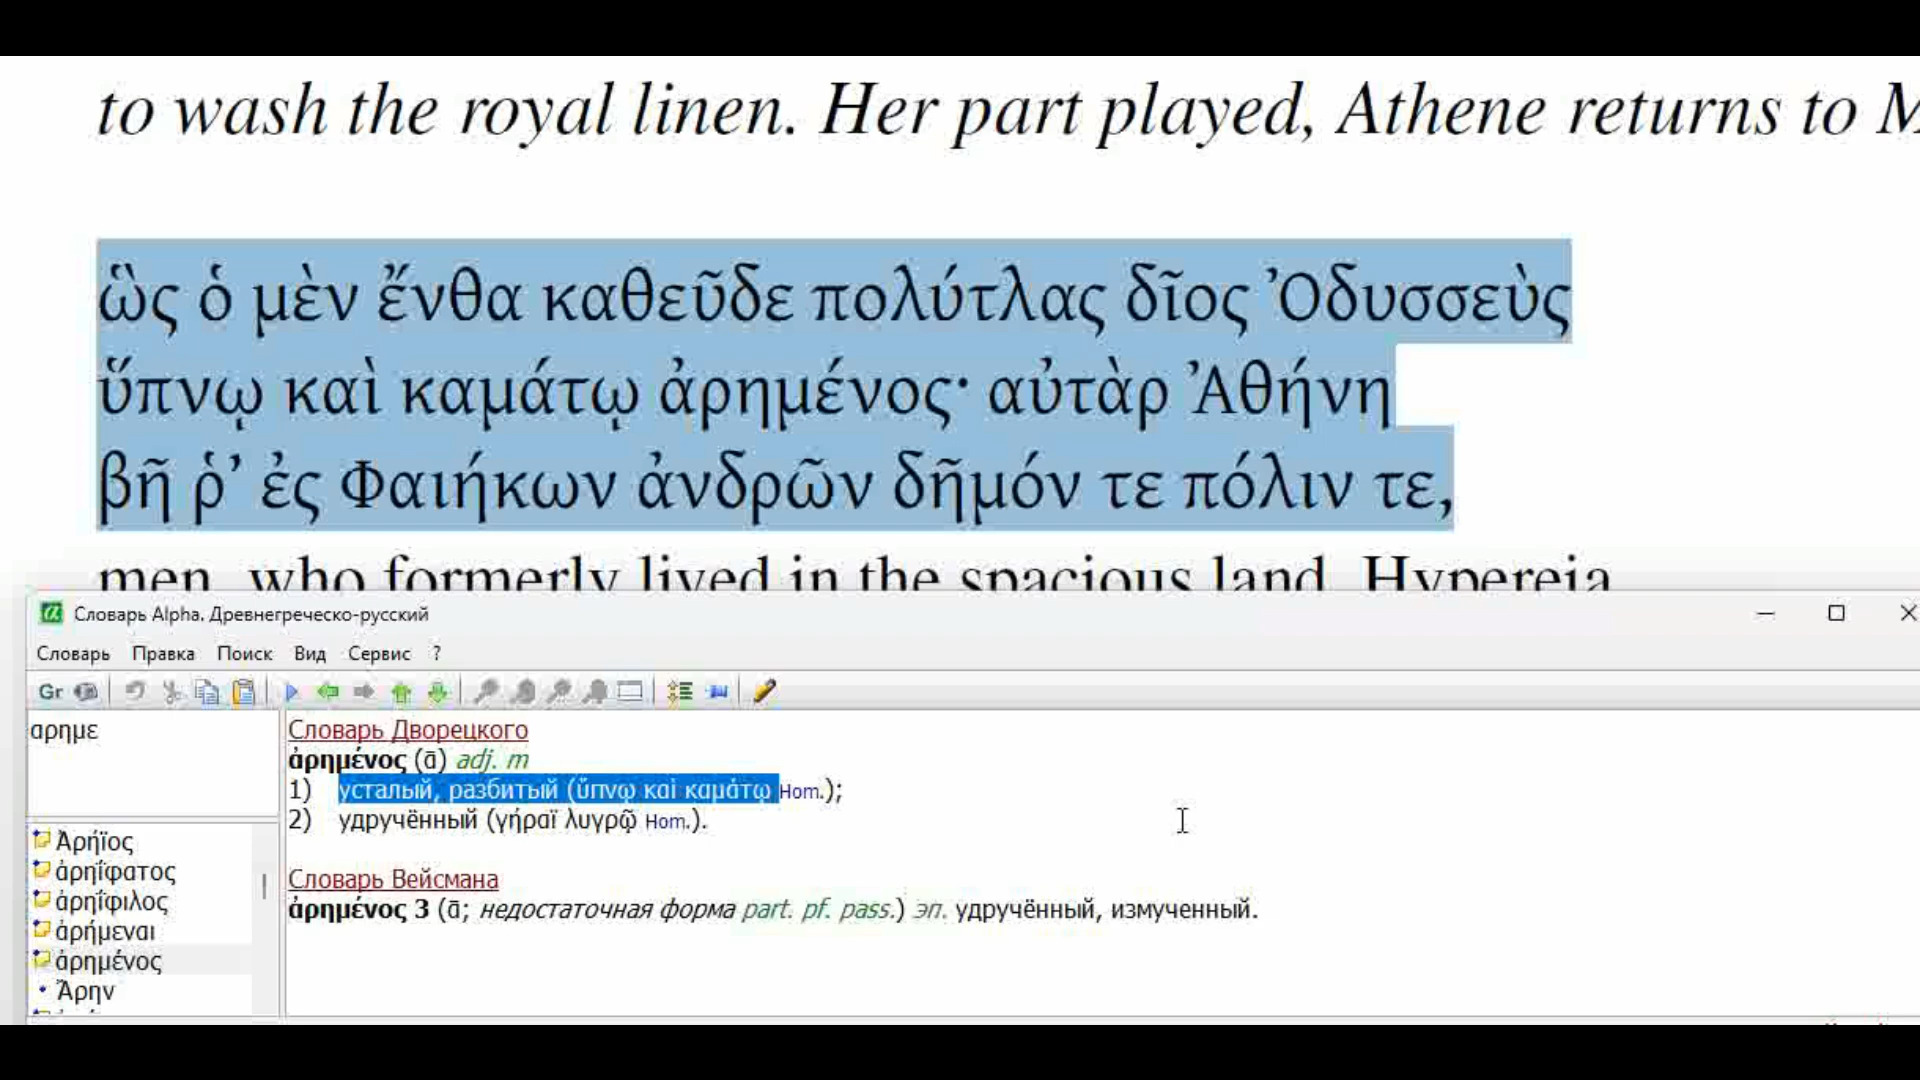 to wash the royal linen. Her part played, Athene returns to M
ὣς ὁ μὲν ἔνθα καθεῦδε πολύτλας δῖος Ὀδυσσεὺς
ὕπνῳ καὶ καμάτῳ ἀρημένος· αὐτὰρ Ἀθήνη
βῆ ῥ’ ἐς Φαιήκων ἀνδρῶν δῆμόν τε πόλιν τε,
men, who formerly lived in the spacious land, Hypereia
Словарь Alpha. Древнегреческо-русский
Словарь Правка Поиск Вид Сервис ?
Gr
αρημε
Ἀρήϊος
ἀρηΐφατος
ἀρηΐφιλος
ἀρήμεναι
ἀρημένος
Ἄρην
Словарь Дворецкого
ἀρημένος (ᾱ) adj. m
1) усталый, разбитый (ὕπνῳ καὶ καμάτῳ Hom.);
2) удручённый (γήραϊ λυγρῷ Hom.).
Словарь Вейсмана
ἀρημένος 3 (ᾱ; недостаточная форма part. pf. pass.) эп. удручённый, измученный.